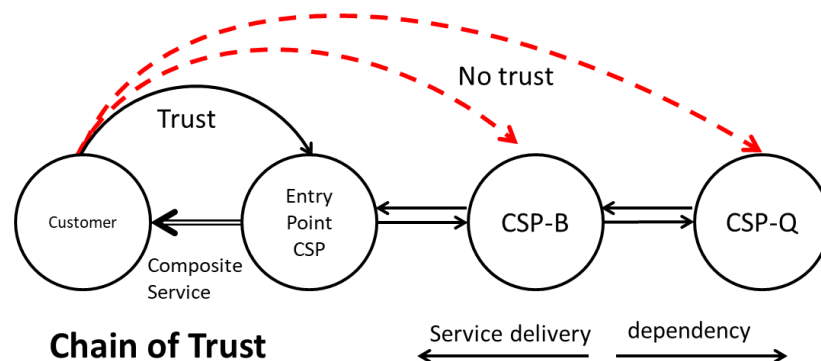 No trust
Trust
Customer
Entry
Point
CSP
CSP-B
CSP-Q
Composite
Service
Chain of Trust
Service delivery
dependency